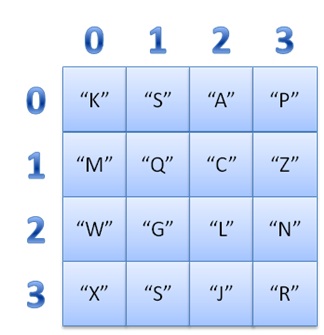 0 1 2 3
0 “K” “S” “A” “P”
1 “M” “Q” “C” “Z”
2 “W” “G” “L” “N”
3 “X” “S” “J” “R”